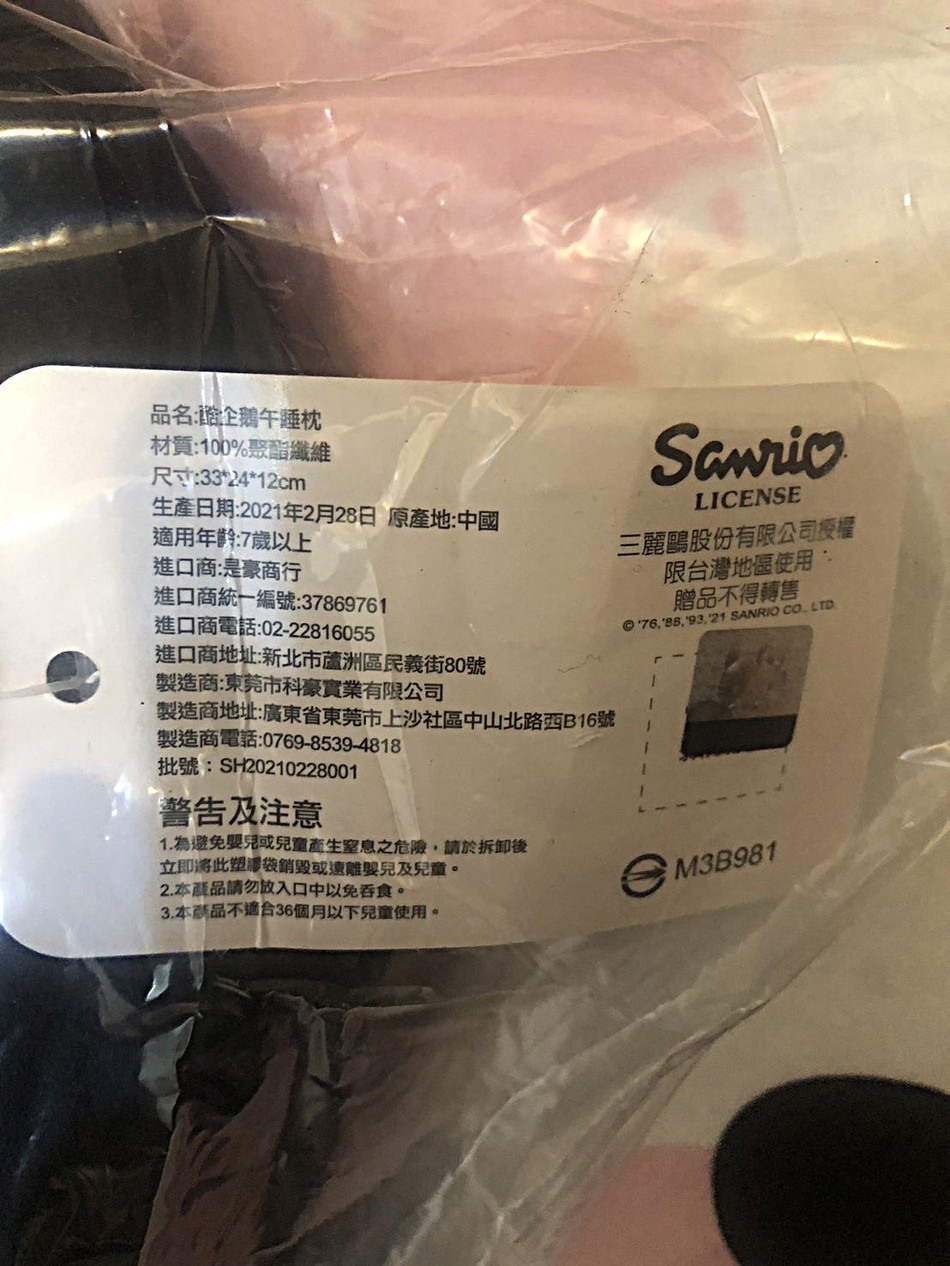 品名:酷企鵝午睡枕
材質:100%聚酯纖維
尺寸:33*24*12cm
生產日期:2021年2月28日 原產地:中國
適用年齡:7歲以上
進口商:是豪商行
進口商統一編號:37869761
進口商電話:02-22816055
進口商地址:新北市蘆洲區民義街80號
製造商:東莞市科豪實業有限公司
製造商地址:廣東省東莞市上沙社區中山北路西B16號
製造商電話:0769-8539-4818
批號：SH20210228001
警告及注意
1.為避免嬰兒或兒童產生窒息之危險，請於拆卸後
立即將此塑膠袋銷毀或遠離嬰兒及兒童。
2.本產品請勿放入口中以免吞食。
3.本產品不適合36個月以下兒童使用。
Sanrio
LICENSE
三麗鷗股份有限公司授權
限台灣地區使用
贈品不得轉售
© '76,'88,'93,'21 SANRIO CO., LTD.
M3B981